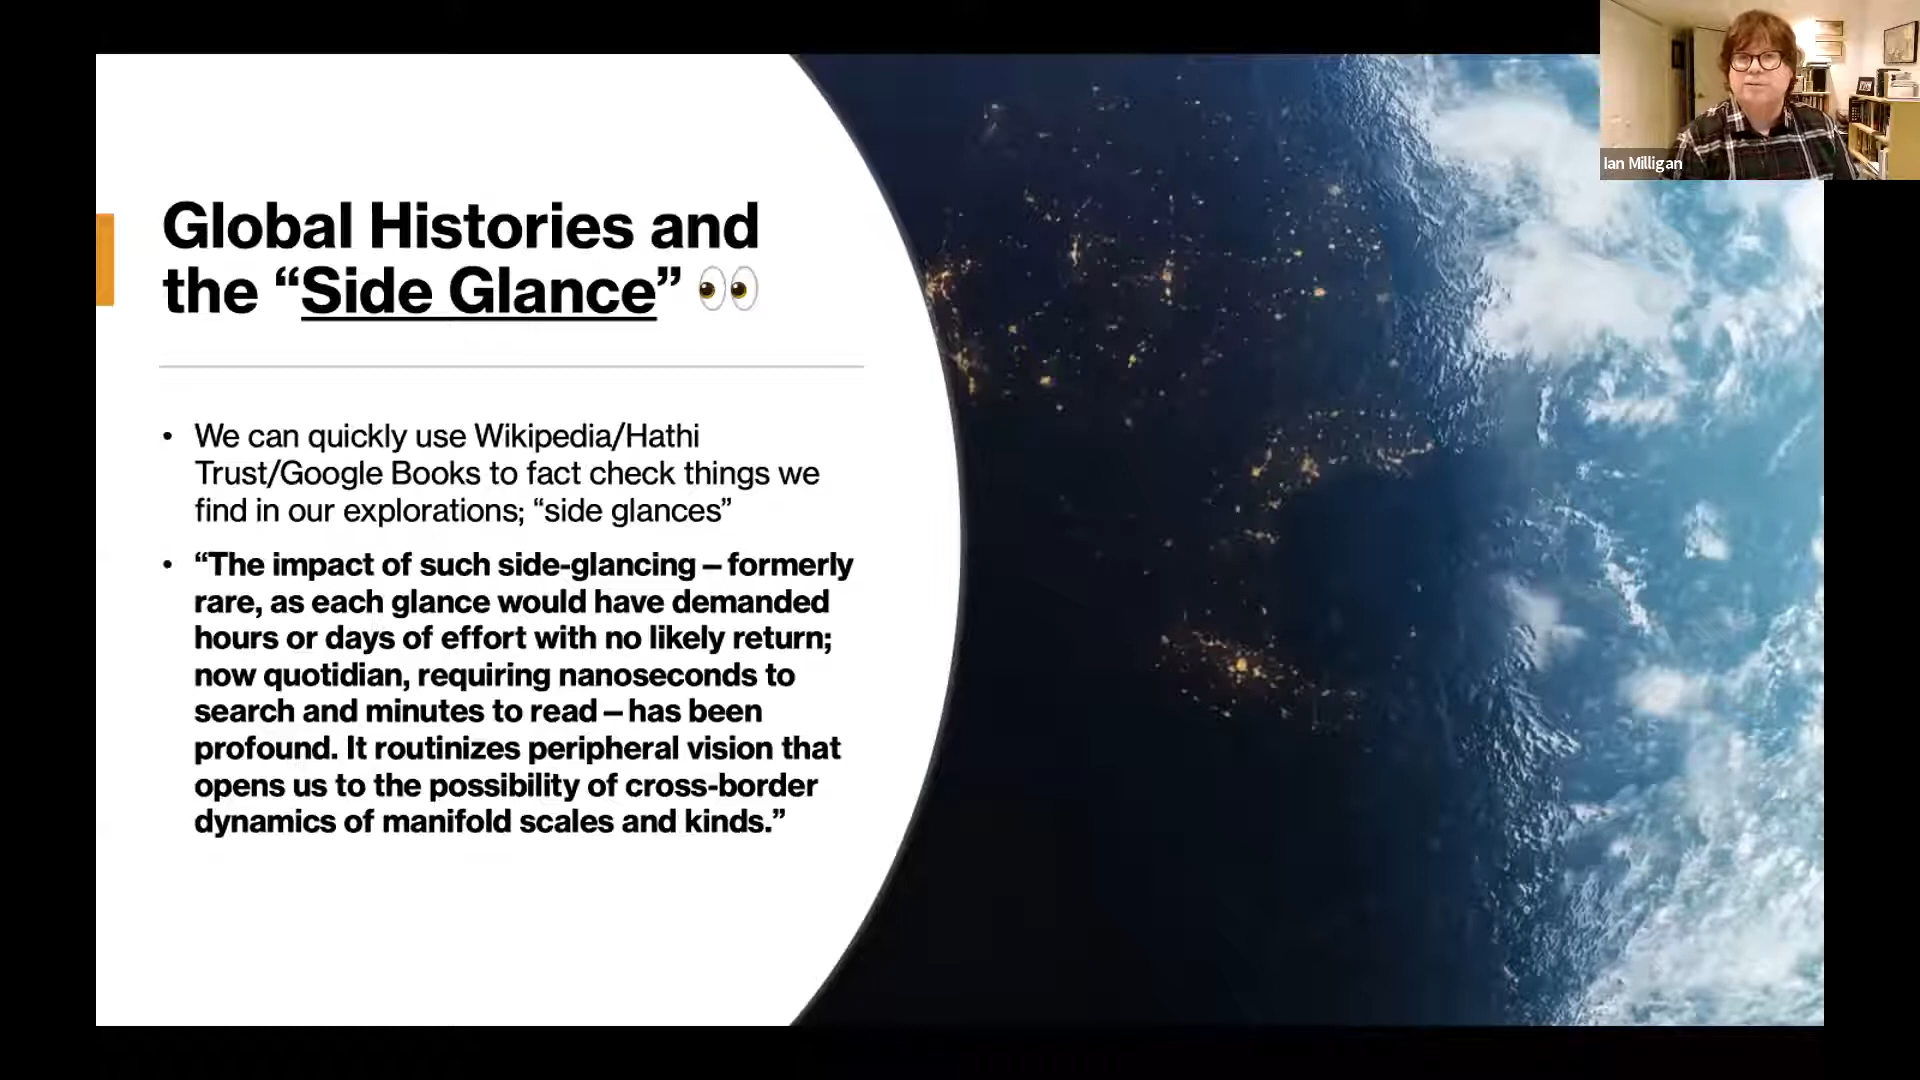 Global Histories and
the “Side Glance” 👀
• We can quickly use Wikipedia/Hathi
Trust/Google Books to fact check things we
find in our explorations; “side glances”
• “The impact of such side-glancing – formerly
rare, as each glance would have demanded
hours or days of effort with no likely return;
now quotidian, requiring nanoseconds to
search and minutes to read – has been
profound. It routinizes peripheral vision that
opens us to the possibility of cross-border
dynamics of manifold scales and kinds.”
Ian Milligan